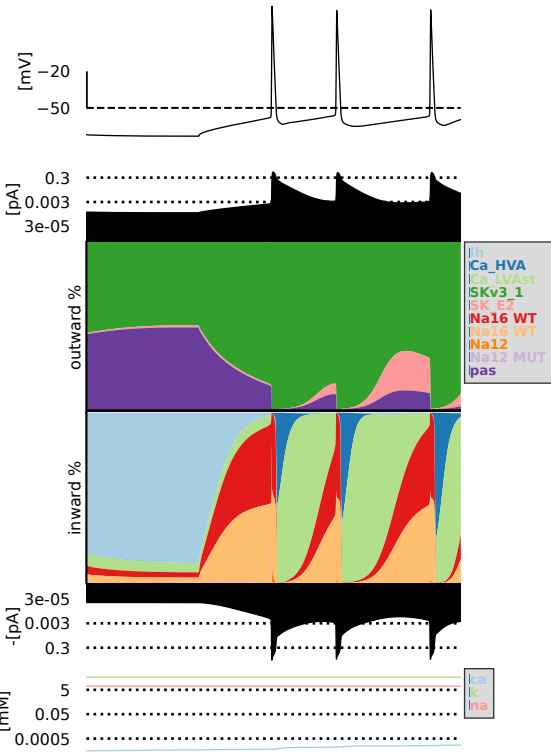 [mV]
−20
−50
[pA]
0.3
0.003
3e-05
outward %
Ih
Ca_HVA
Ca_LVAst
SKv3_1
SK_E2
Na16 WT
Na16 WT
Na12
Na12 MUT
pas
inward %
-[pA]
3e-05
0.003
0.3
[mM]
5
0.05
0.0005
ca
k
na